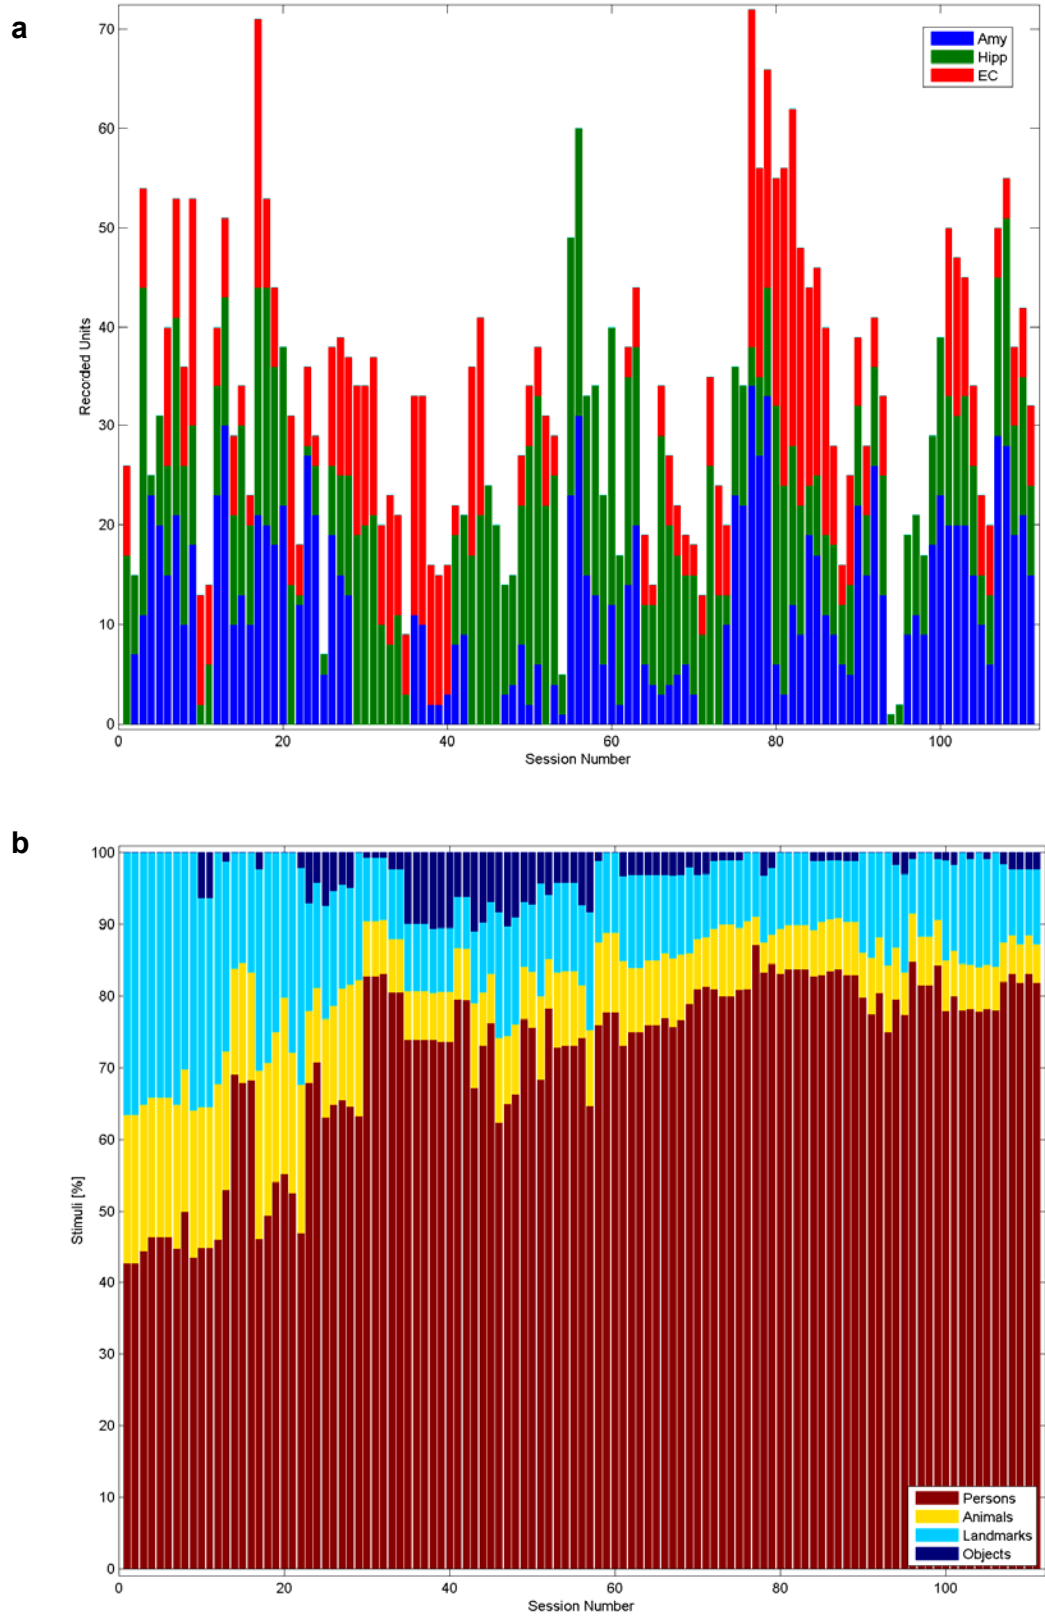 a
70
60
50
40
30
20
10
0
Recorded Units
0 20 40 60 80 100
Session Number
Amy
Hipp
EC
b
100
90
80
70
60
50
40
30
20
10
0
Stimuli [%]
0 20 40 60 80 100
Session Number
Persons
Animals
Landmarks
Objects